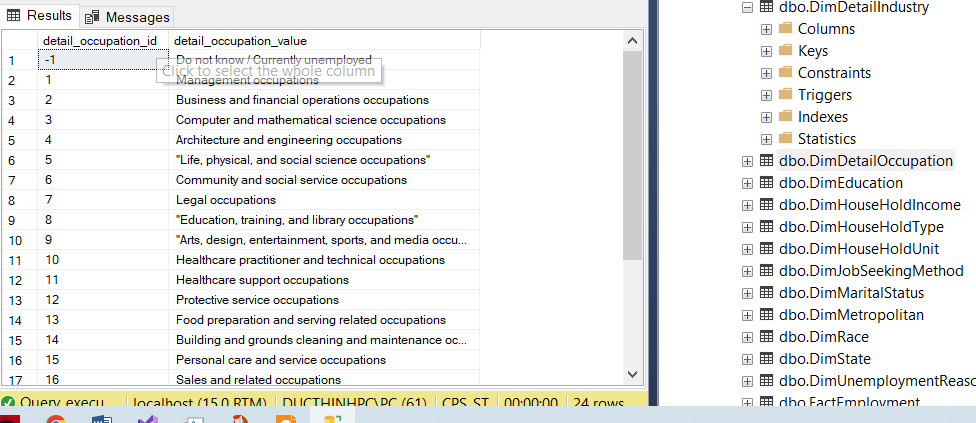 Results
Messages
detail_occupation_id
detail_occupation_value
1
-1
Do not know / Currently unemployed
Click to select the whole column
2
1
Management occupations
3
2
Business and financial operations occupations
4
3
Computer and mathematical science occupations
5
4
Architecture and engineering occupations
6
5
"Life, physical, and social science occupations"
7
6
Community and social service occupations
8
7
Legal occupations
9
8
"Education, training, and library occupations"
10
9
"Arts, design, entertainment, sports, and media occu...
11
10
Healthcare practitioner and technical occupations
12
11
Healthcare support occupations
13
12
Protective service occupations
14
13
Food preparation and serving related occupations
15
14
Building and grounds cleaning and maintenance oc...
16
15
Personal care and service occupations
17
16
Sales and related occupations
Query execu...
localhost (15.0 RTM)
DUCTHINHPC\PC (61)
CPS_ST
00:00:00
24 rows
dbo.DimDetailIndustry
Columns
Keys
Constraints
Triggers
Indexes
Statistics
dbo.DimDetailOccupation
dbo.DimEducation
dbo.DimHouseHoldIncome
dbo.DimHouseHoldType
dbo.DimHouseHoldUnit
dbo.DimJobSeekingMethod
dbo.DimMaritalStatus
dbo.DimMetropolitan
dbo.DimRace
dbo.DimState
dbo.DimUnemploymentReaso
dbo.FactEmployment